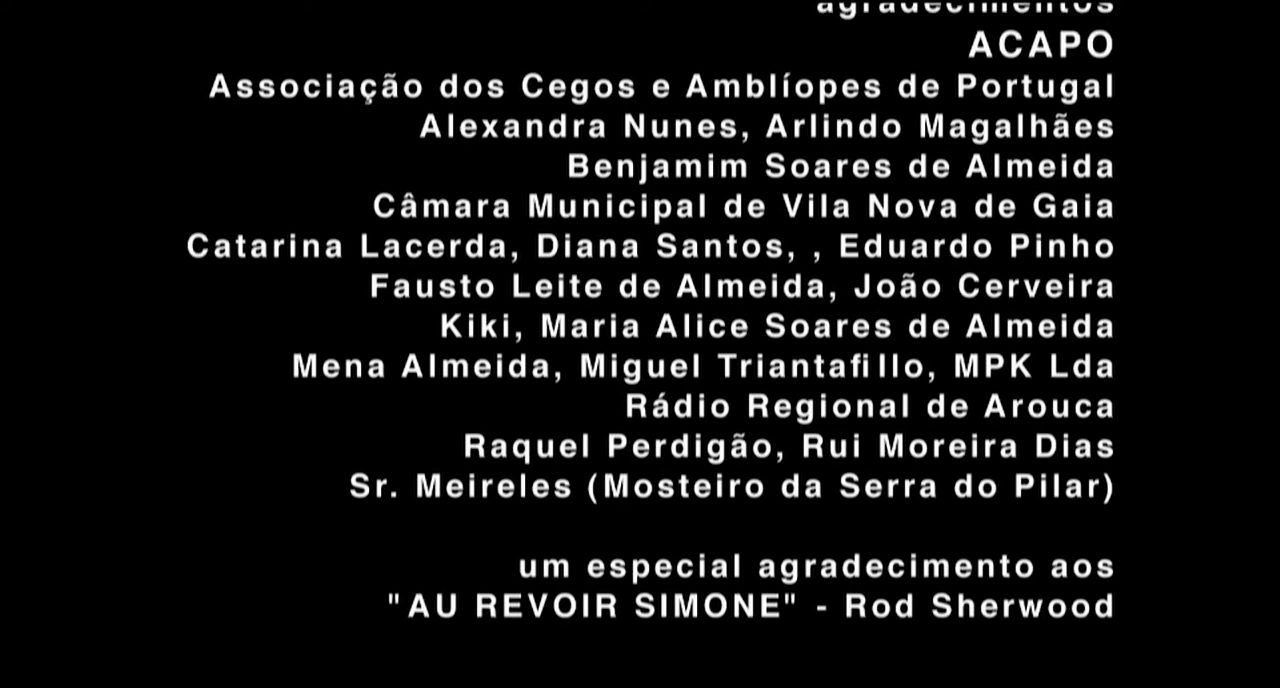 agradecimentos
ACAPO
Associação dos Cegos e Amblíopes de Portugal
Alexandra Nunes, Arlindo Magalhães
Benjamim Soares de Almeida
Câmara Municipal de Vila Nova de Gaia
Catarina Lacerda, Diana Santos, , Eduardo Pinho
Fausto Leite de Almeida, João Cerveira
Kiki, Maria Alice Soares de Almeida
Mena Almeida, Miguel Triantafillo, MPK Lda
Rádio Regional de Arouca
Raquel Perdigão, Rui Moreira Dias
Sr. Meireles (Mosteiro da Serra do Pilar)
um especial agradecimento aos
"AU REVOIR SIMONE" - Rod Sherwood